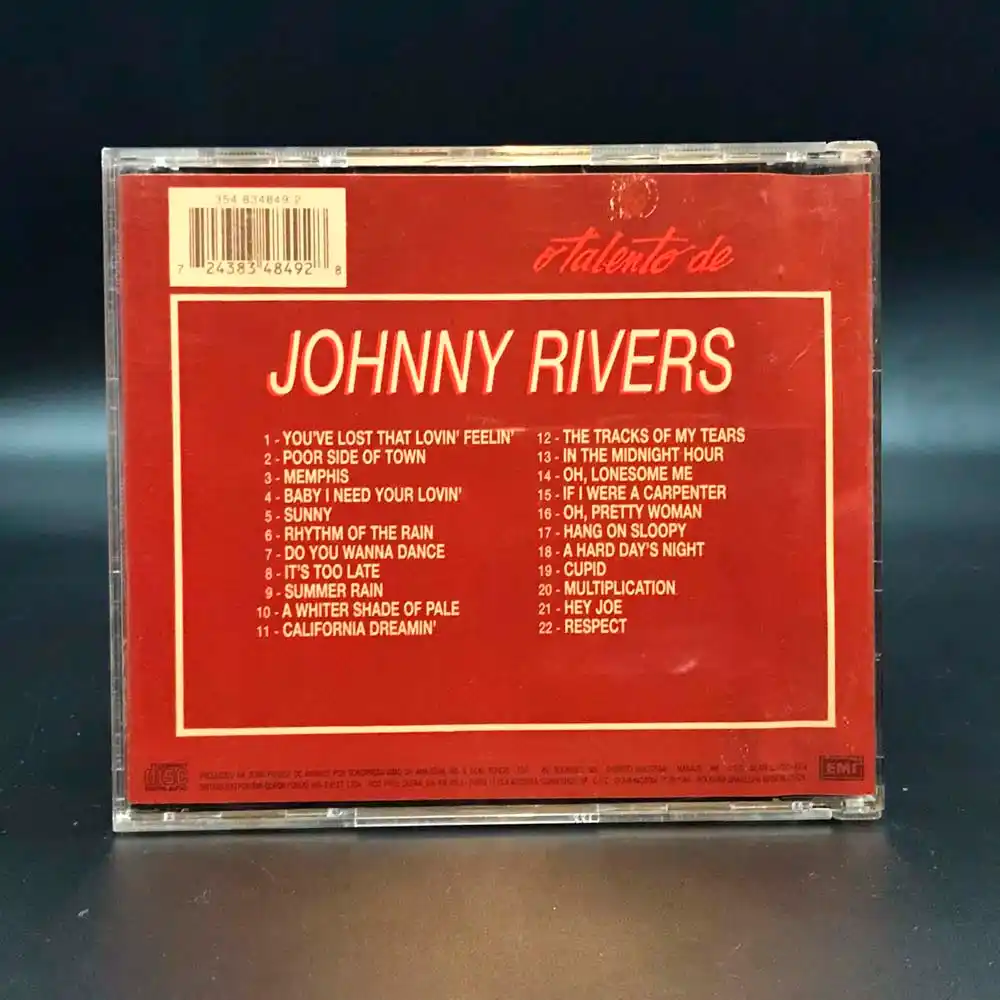 354 834849 2
7 24383 48492 8
o talento de
JOHNNY RIVERS
1 - YOU'VE LOST THAT LOVIN' FEELIN'
2 - POOR SIDE OF TOWN
3 - MEMPHIS
4 - BABY I NEED YOUR LOVIN'
5 - SUNNY
6 - RHYTHM OF THE RAIN
7 - DO YOU WANNA DANCE
8 - IT'S TOO LATE
9 - SUMMER RAIN
10 - A WHITER SHADE OF PALE
11 - CALIFORNIA DREAMIN'
12 - THE TRACKS OF MY TEARS
13 - IN THE MIDNIGHT HOUR
14 - OH, LONESOME ME
15 - IF I WERE A CARPENTER
16 - OH, PRETTY WOMAN
17 - HANG ON SLOOPY
18 - A HARD DAY'S NIGHT
19 - CUPID
20 - MULTIPLICATION
21 - HEY JOE
22 - RESPECT
disc
EMI